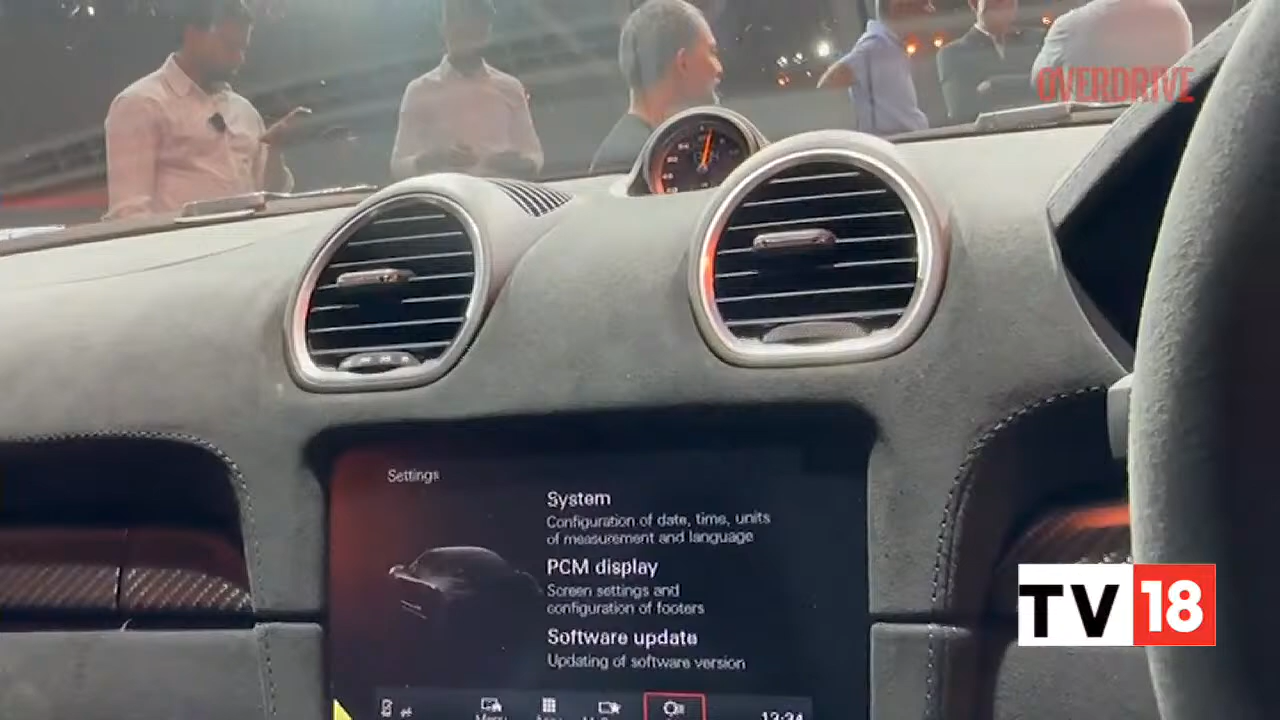 OVERDRIVE
Settings
System
Configuration of date, time, units
of measurement and language
PCM display
Screen settings and
configuration of footers
Software update
Updating of software version
Menu
13:34
TV18